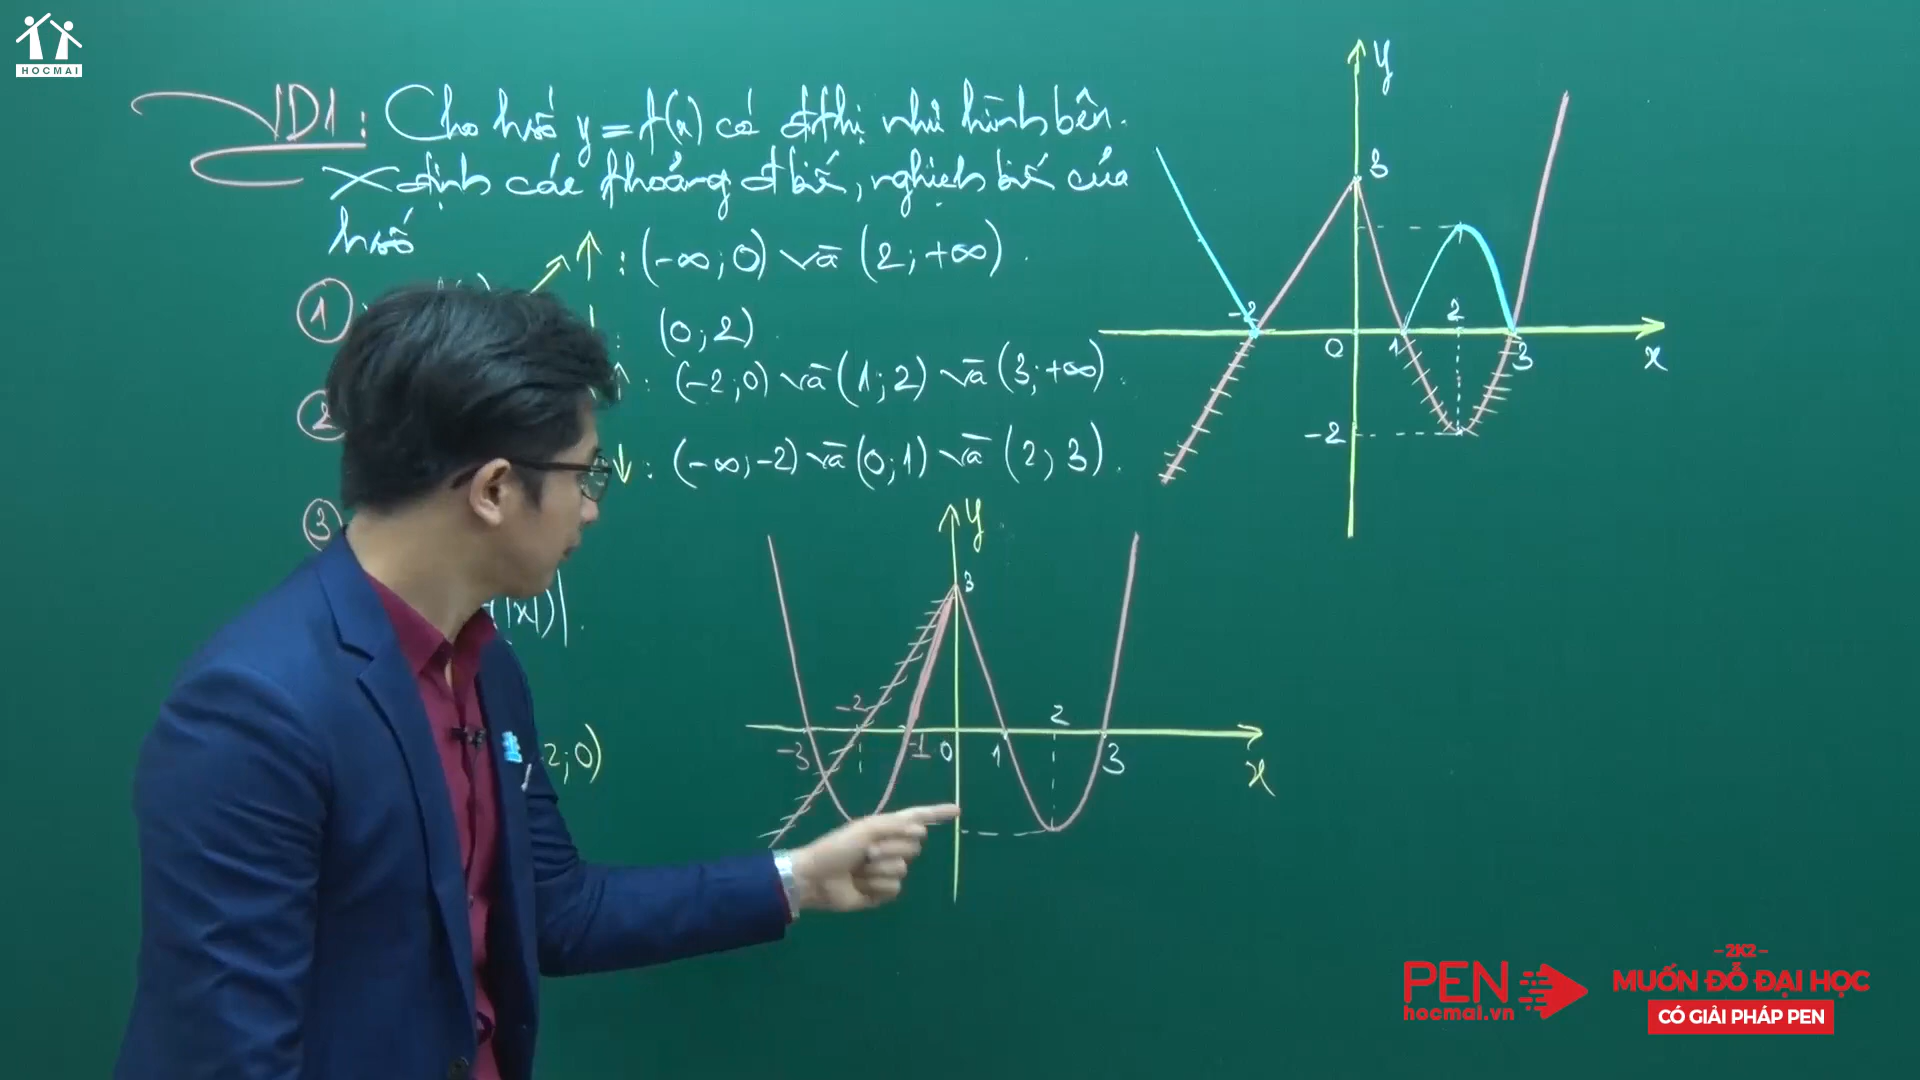 HOCMAI
VD1: Cho hsố y = f(x) có đthị như hình bên.
Xđịnh các khoảng đbiến, nghịch biến của
hsố
① ↑ : (-∞; 0) và (2; +∞).
↓ : (0; 2).
② ↑ : (-2; 0) và (1; 2) và (3; +∞).
↓ : (-∞; -2) và (0; 1) và (2; 3).
③
(|x|)|.
2; 0)
y
3
-2
2
0
1
3
x
-2
y
3
-2
2
-3
-1
0
1
3
x
PEN
hocmai.vn
-2K2-
MUỐN ĐỖ ĐẠI HỌC
CÓ GIẢI PHÁP PEN